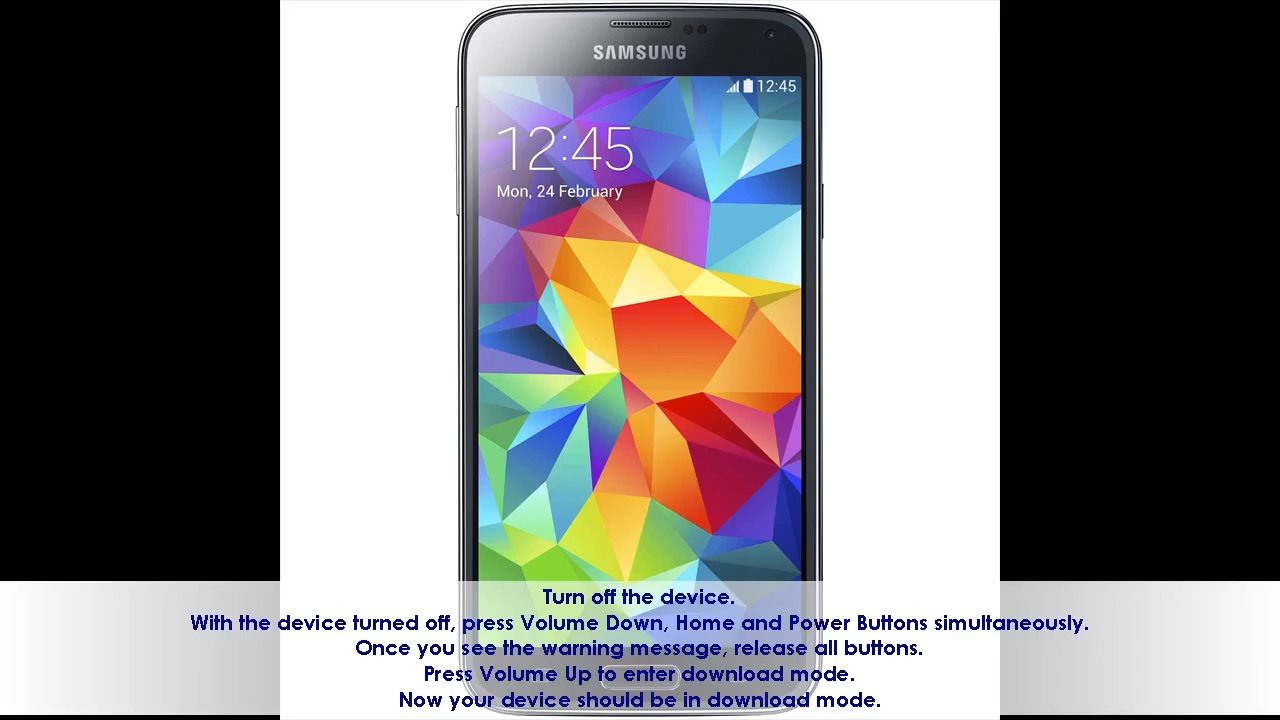 SAMSUNG
12:45
12:45
Mon, 24 February
Turn off the device.
With the device turned off, press Volume Down, Home and Power Buttons simultaneously.
Once you see the warning message, release all buttons.
Press Volume Up to enter download mode.
Now your device should be in download mode.